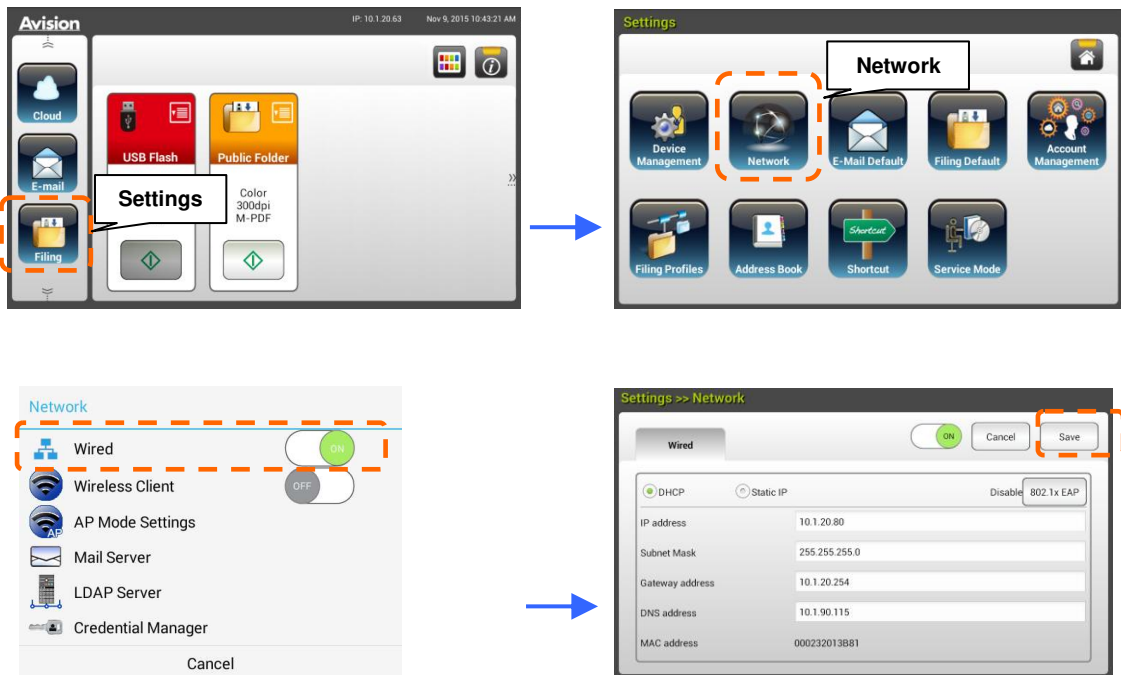 Avision
IP: 10.1.20.63 Nov 9, 2015 10:43:21 AM
Cloud
E-mail
Filing
USB Flash
Public Folder
Color
300dpi
M-PDF
Settings
Settings
Network
Device
Management
Network
E-Mail Default
Filing Default
Account
Management
Filing Profiles
Address Book
Shortcut
Shortcut
Service Mode
Network
Wired
ON
Wireless Client
OFF
AP Mode Settings
AP
Mail Server
LDAP Server
Credential Manager
Cancel
Settings >> Network
Wired
ON
Cancel
Save
DHCP
Static IP
Disable
802.1x EAP
IP address 10.1.20.80
Subnet Mask 255.255.255.0
Gateway address 10.1.20.254
DNS address 10.1.90.115
MAC address 000232013B81